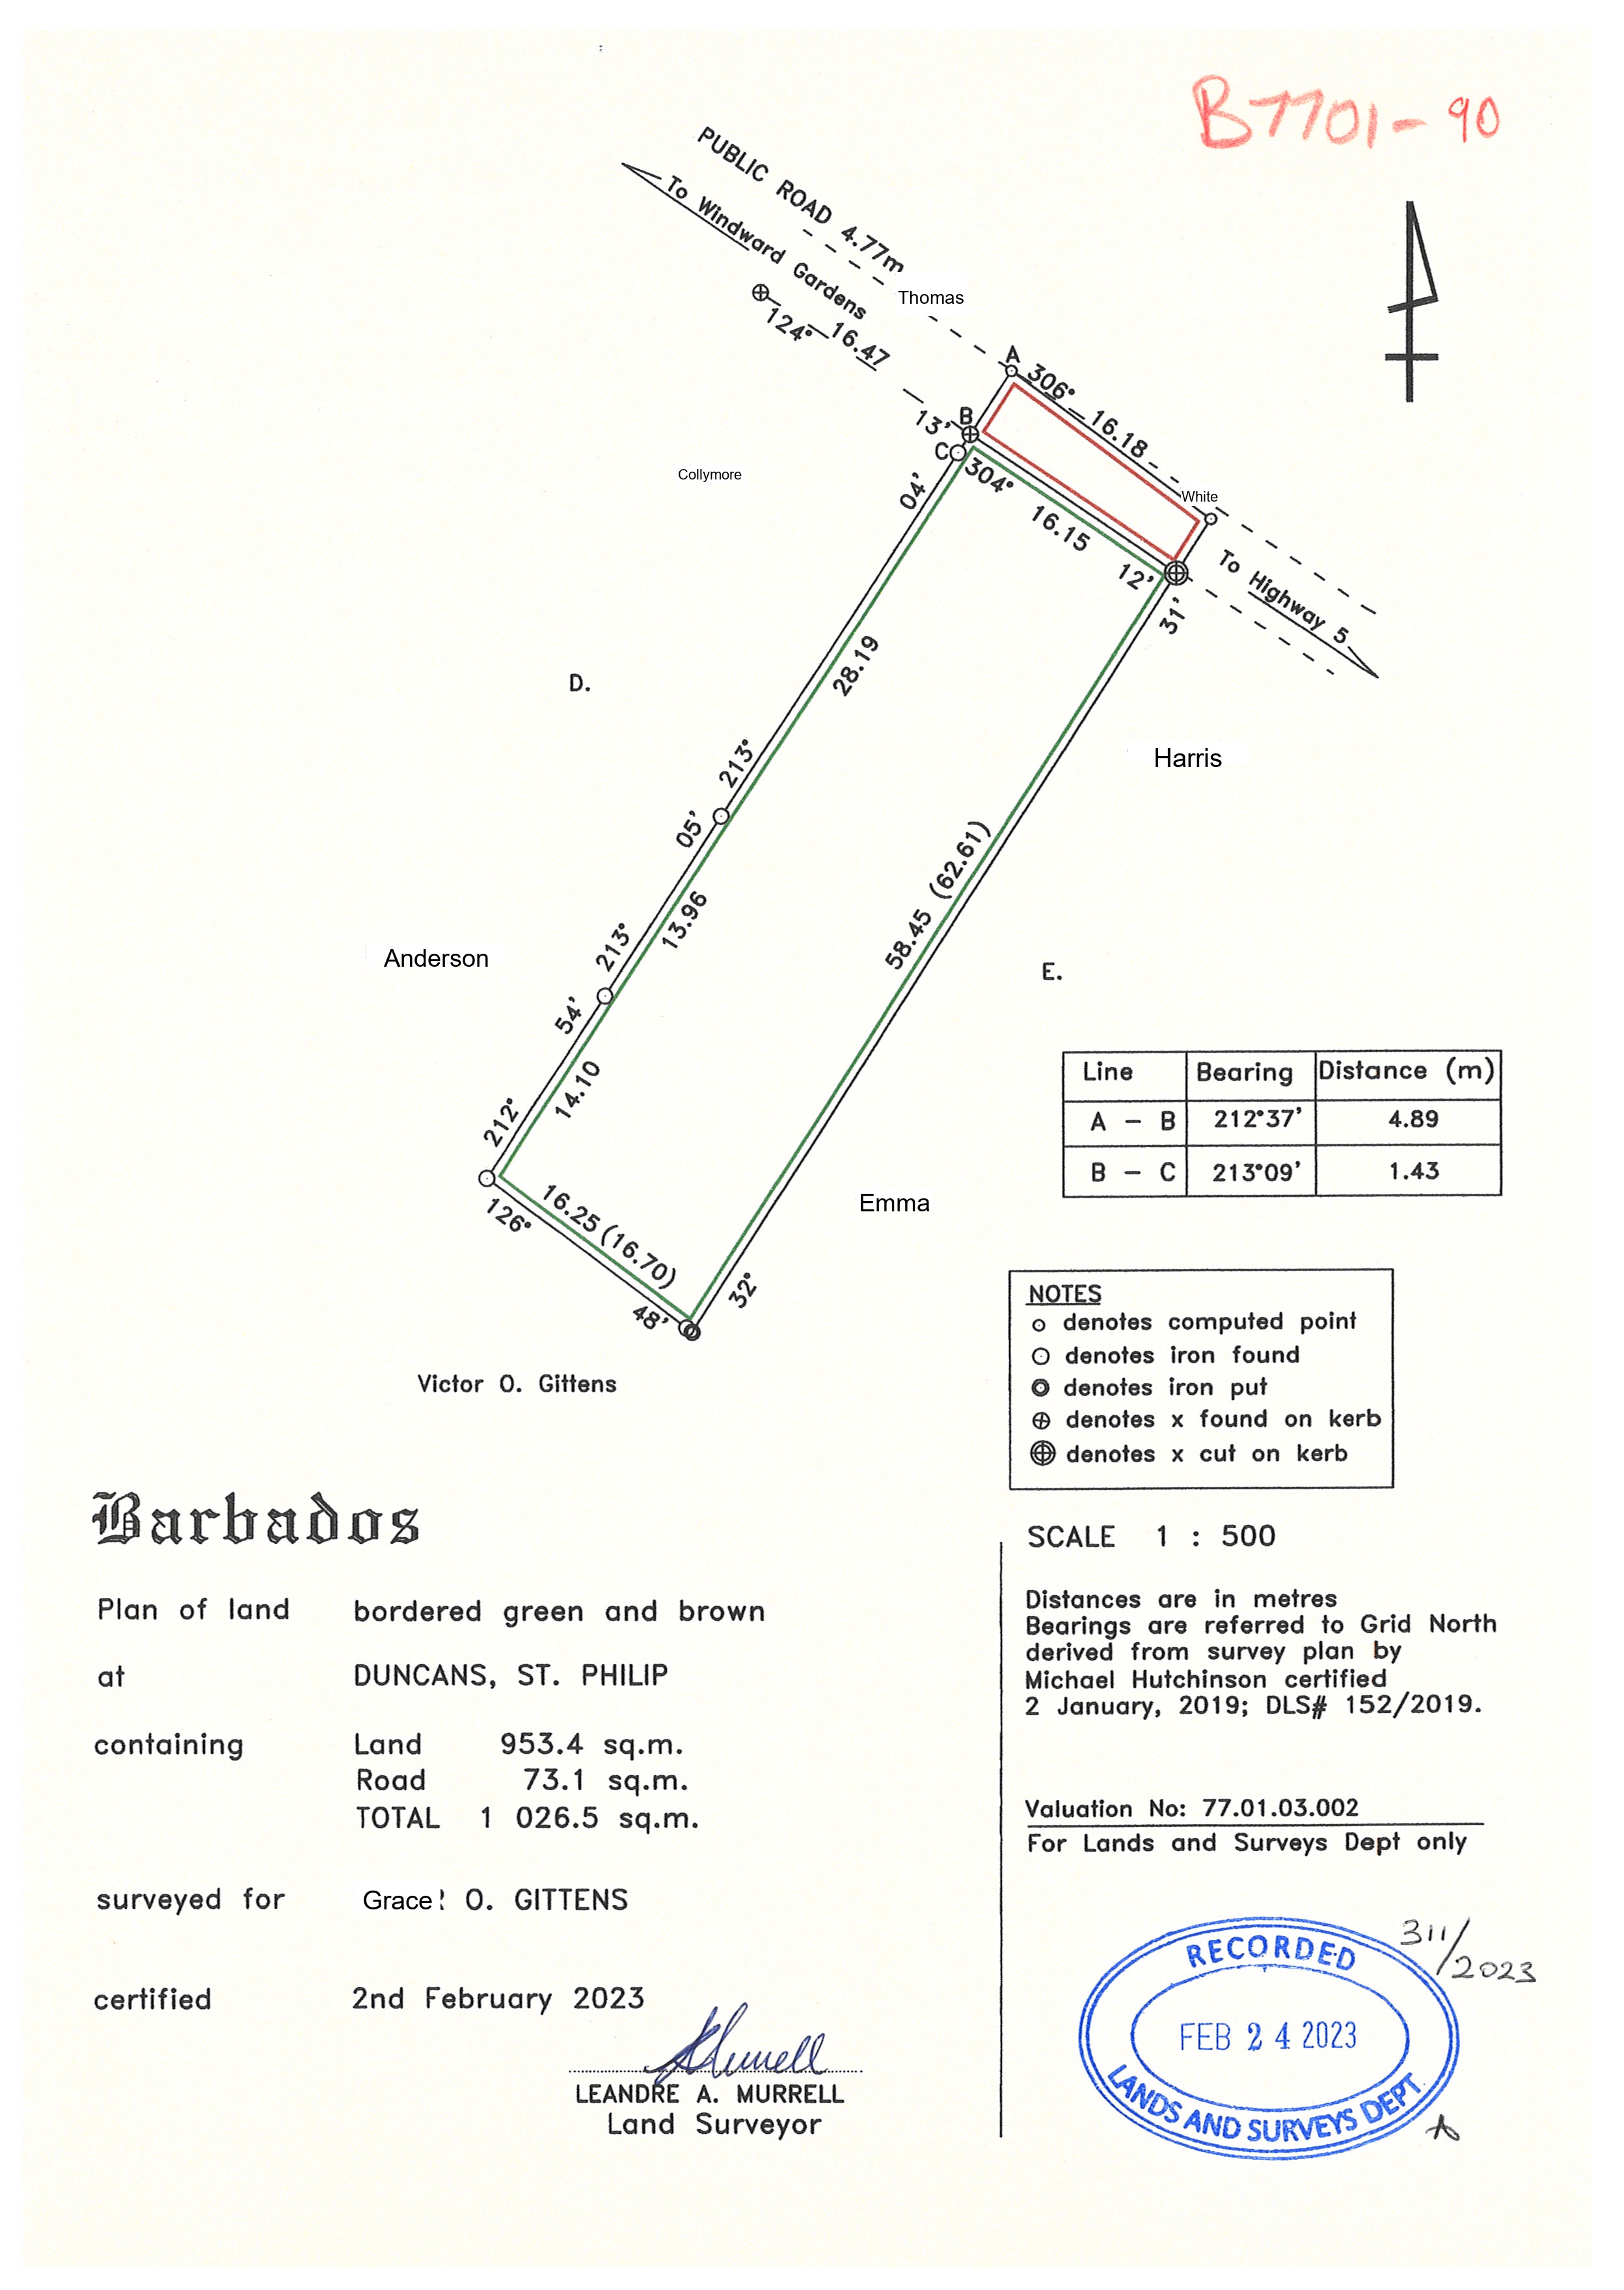 B7701-90
PUBLIC ROAD 4.77m
To Windward Gardens
Thomas
124° 16.47
13'
A
306° 16.18
B
C
304°
16.15
12'
White
To Highway 5
31'
Collymore
04'
28.19
213°
D.
Harris
05'
13.96
213°
58.45 (62.61)
Anderson
E.
54'
14.10
212°
Line Bearing Distance (m)
A - B 212°37' 4.89
B - C 213°09' 1.43
Emma
16.25 (16.70)
126°
48'
32°
Victor O. Gittens
NOTES
denotes computed point
denotes iron found
denotes iron put
denotes x found on kerb
denotes x cut on kerb
Barbados
Plan of land bordered green and brown
at DUNCANS, ST. PHILIP
containing Land 953.4 sq.m.
Road 73.1 sq.m.
TOTAL 1 026.5 sq.m.
surveyed for Grace O. GITTENS
certified 2nd February 2023
LEANDRE A. MURRELL
Land Surveyor
SCALE 1 : 500
Distances are in metres
Bearings are referred to Grid North
derived from survey plan by
Michael Hutchinson certified
2 January, 2019; DLS# 152/2019.
Valuation No: 77.01.03.002
For Lands and Surveys Dept only
311/2023
RECORDED
FEB 24 2023
LANDS AND SURVEYS DEPT